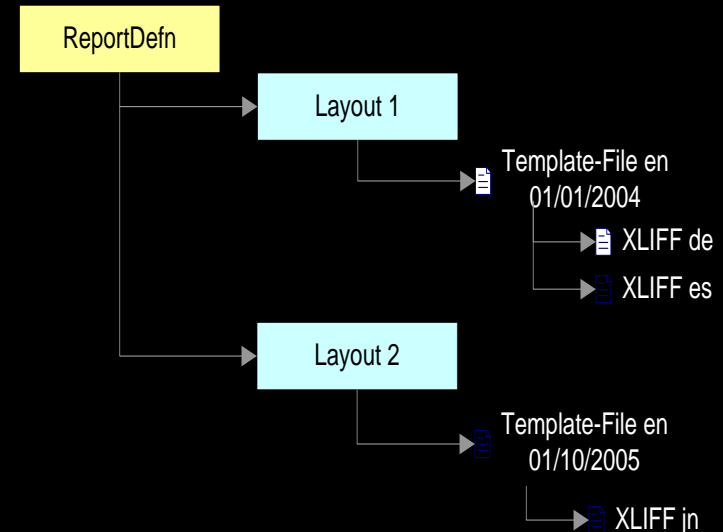 ReportDefn
Layout 1
Template-File en
01/01/2004
XLIFF de
XLIFF es
Layout 2
Template-File en
01/10/2005
XLIFF jn